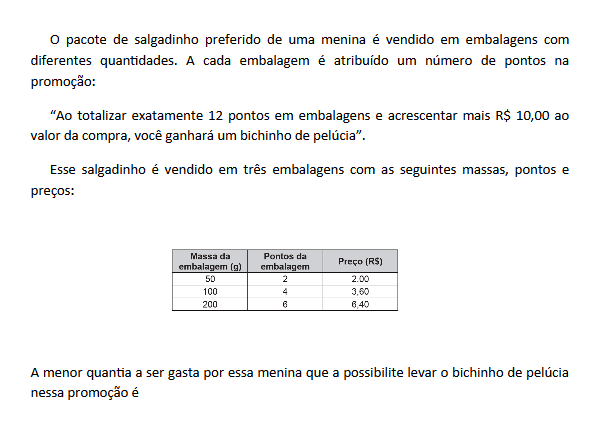 O pacote de salgadinho preferido de uma menina é vendido em embalagens com
diferentes quantidades. A cada embalagem é atribuído um número de pontos na
promoção:
“Ao totalizar exatamente 12 pontos em embalagens e acrescentar mais R$ 10,00 ao
valor da compra, você ganhará um bichinho de pelúcia”.
Esse salgadinho é vendido em três embalagens com as seguintes massas, pontos e
preços:
Massa da embalagem (g) Pontos da embalagem Preço (R$)
50 2 2,00
100 4 3,60
200 6 6,40
A menor quantia a ser gasta por essa menina que a possibilite levar o bichinho de pelúcia
nessa promoção é